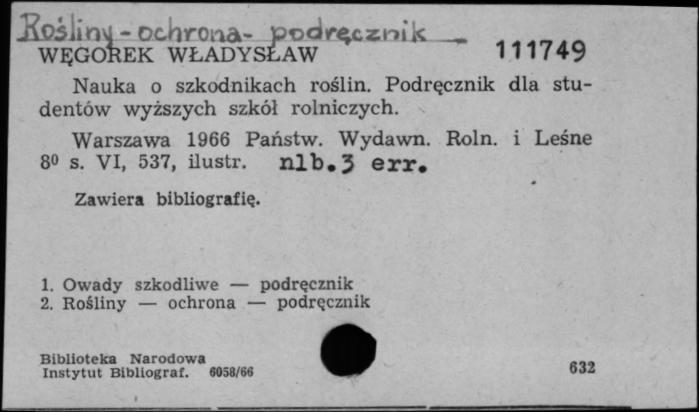 Rośliny - ochrona - podręcznik
WĘGOREK WŁADYSŁAW 111749
Nauka o szkodnikach roślin. Podręcznik dla stu-
dentów wyższych szkół rolniczych.
Warszawa 1966 Państw. Wydawn. Roln. i Leśne
8⁰ s. VI, 537, ilustr. nlb.3 err.
Zawiera bibliografię.
1. Owady szkodliwe — podręcznik
2. Rośliny — ochrona — podręcznik
Biblioteka Narodowa
Instytut Bibliograf. 6058/66 632